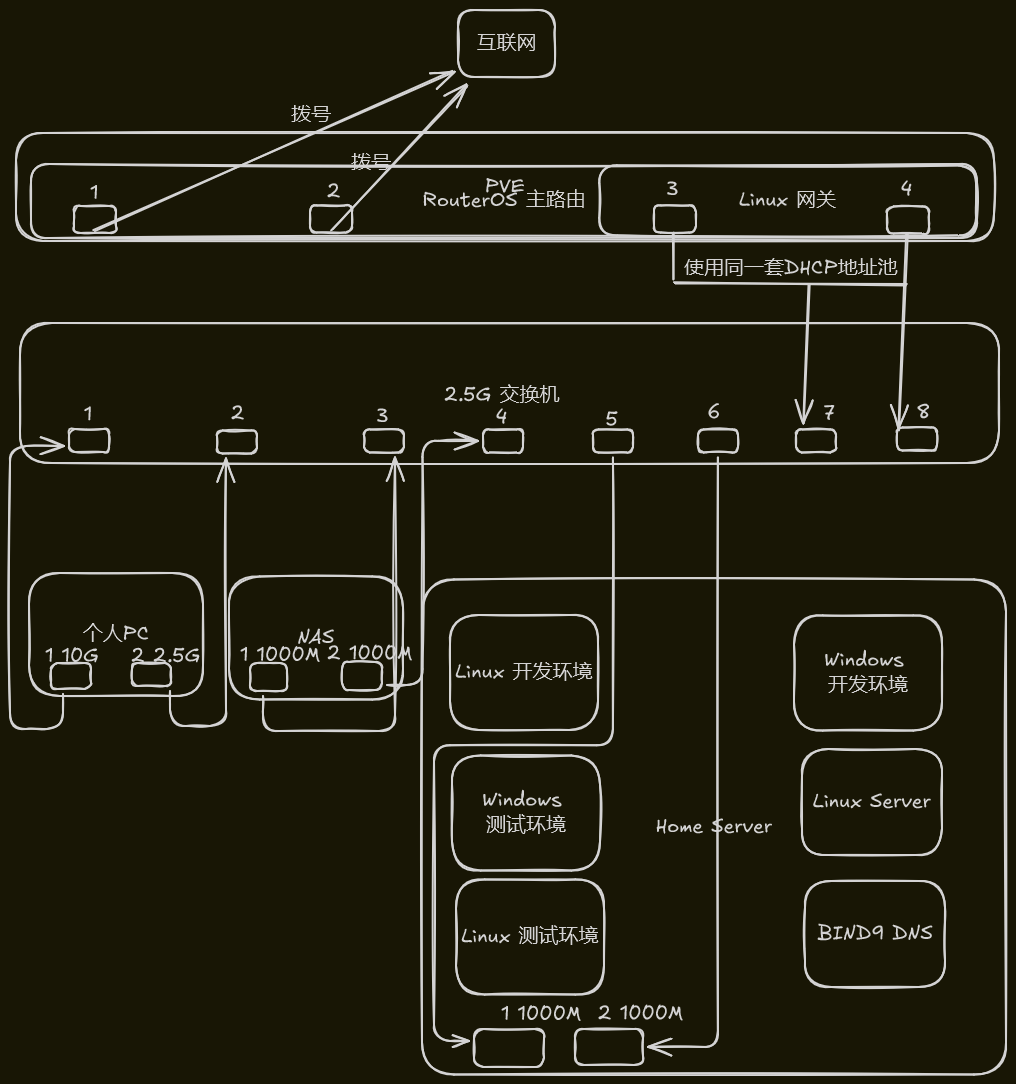 互联网
拨号
拨号
1
2
PVE
RouterOS 主路由
3
Linux 网关
4
使用同一套DHCP地址池
2.5G 交换机
1
2
3
4
5
6
7
8
个人PC
1 10G
2 2.5G
NAS
1 1000M
2 1000M
Linux 开发环境
Windows
开发环境
Windows
测试环境
Linux Server
Home Server
Linux 测试环境
BIND9 DNS
1 1000M
2 1000M